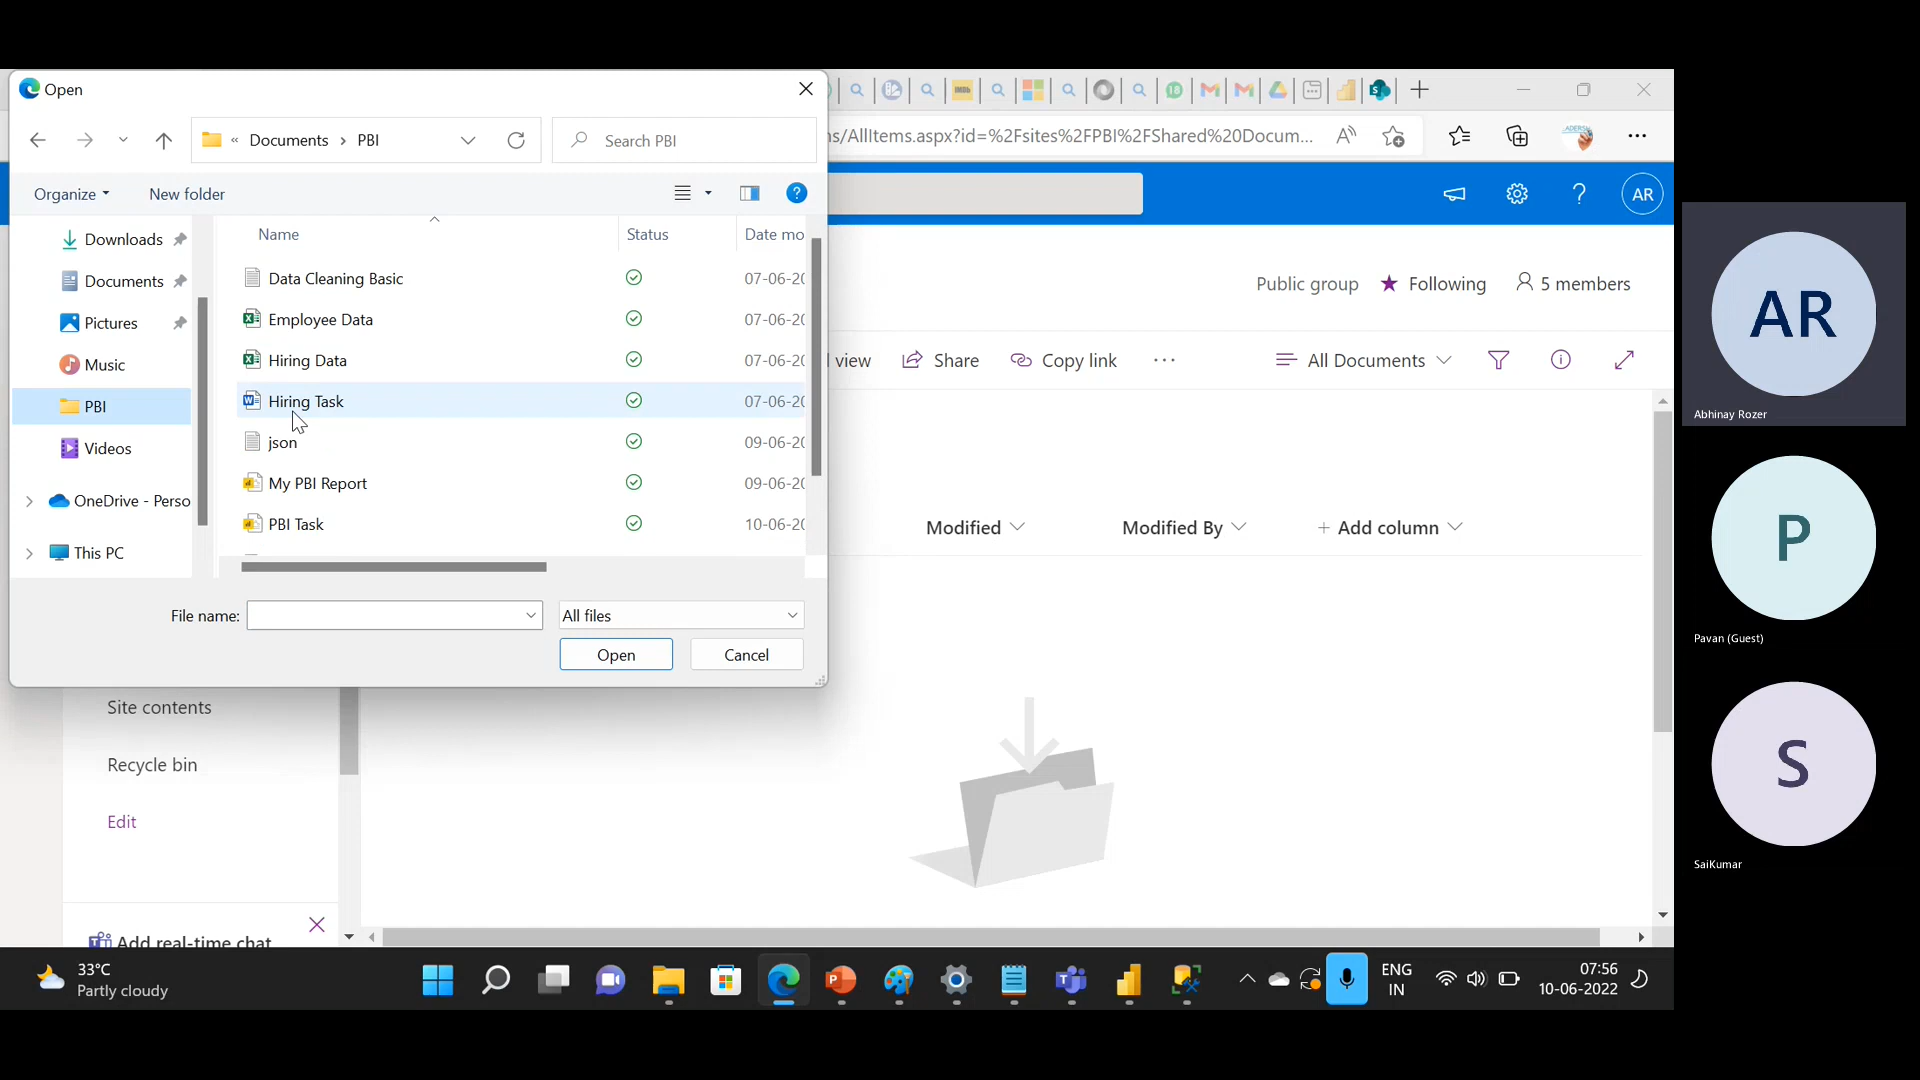 Open
« Documents › PBI
Search PBI
ns/AllItems.aspx?id=%2Fsites%2FPBI%2FShared%20Docum...
Organize
New folder
AR
Downloads
Documents
Pictures
Music
PBI
Videos
OneDrive - Perso
This PC
Name
Status
Date mo
Data Cleaning Basic
07-06-20
Employee Data
07-06-20
Hiring Data
07-06-20
Hiring Task
07-06-20
json
09-06-20
My PBI Report
09-06-20
PBI Task
10-06-20
File name:
All files
Open
Cancel
Public group
Following
5 members
view
Share
Copy link
All Documents
Modified
Modified By
+ Add column
Site contents
Recycle bin
Edit
Add real-time chat
33°C
Partly cloudy
ENG
IN
07:56
10-06-2022
AR
Abhinay Rozer
P
Pavan (Guest)
S
SaiKumar